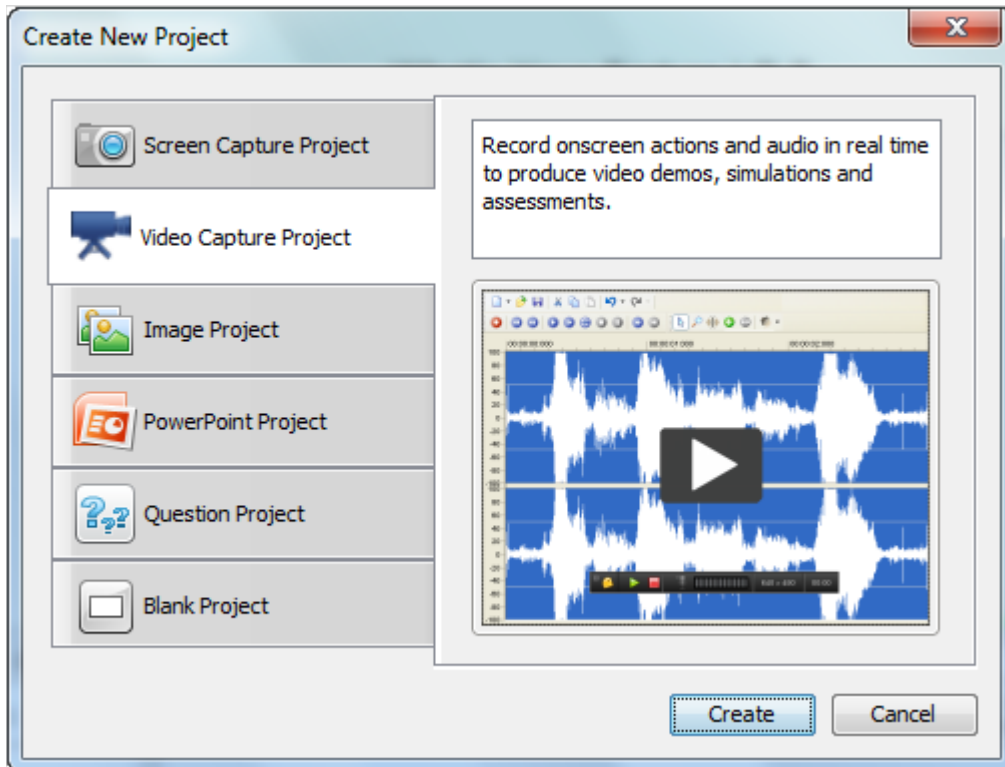 Create New Project
Screen Capture Project
Video Capture Project
Image Project
PowerPoint Project
Question Project
Blank Project
Record onscreen actions and audio in real time
to produce video demos, simulations and
assessments.
Create
Cancel